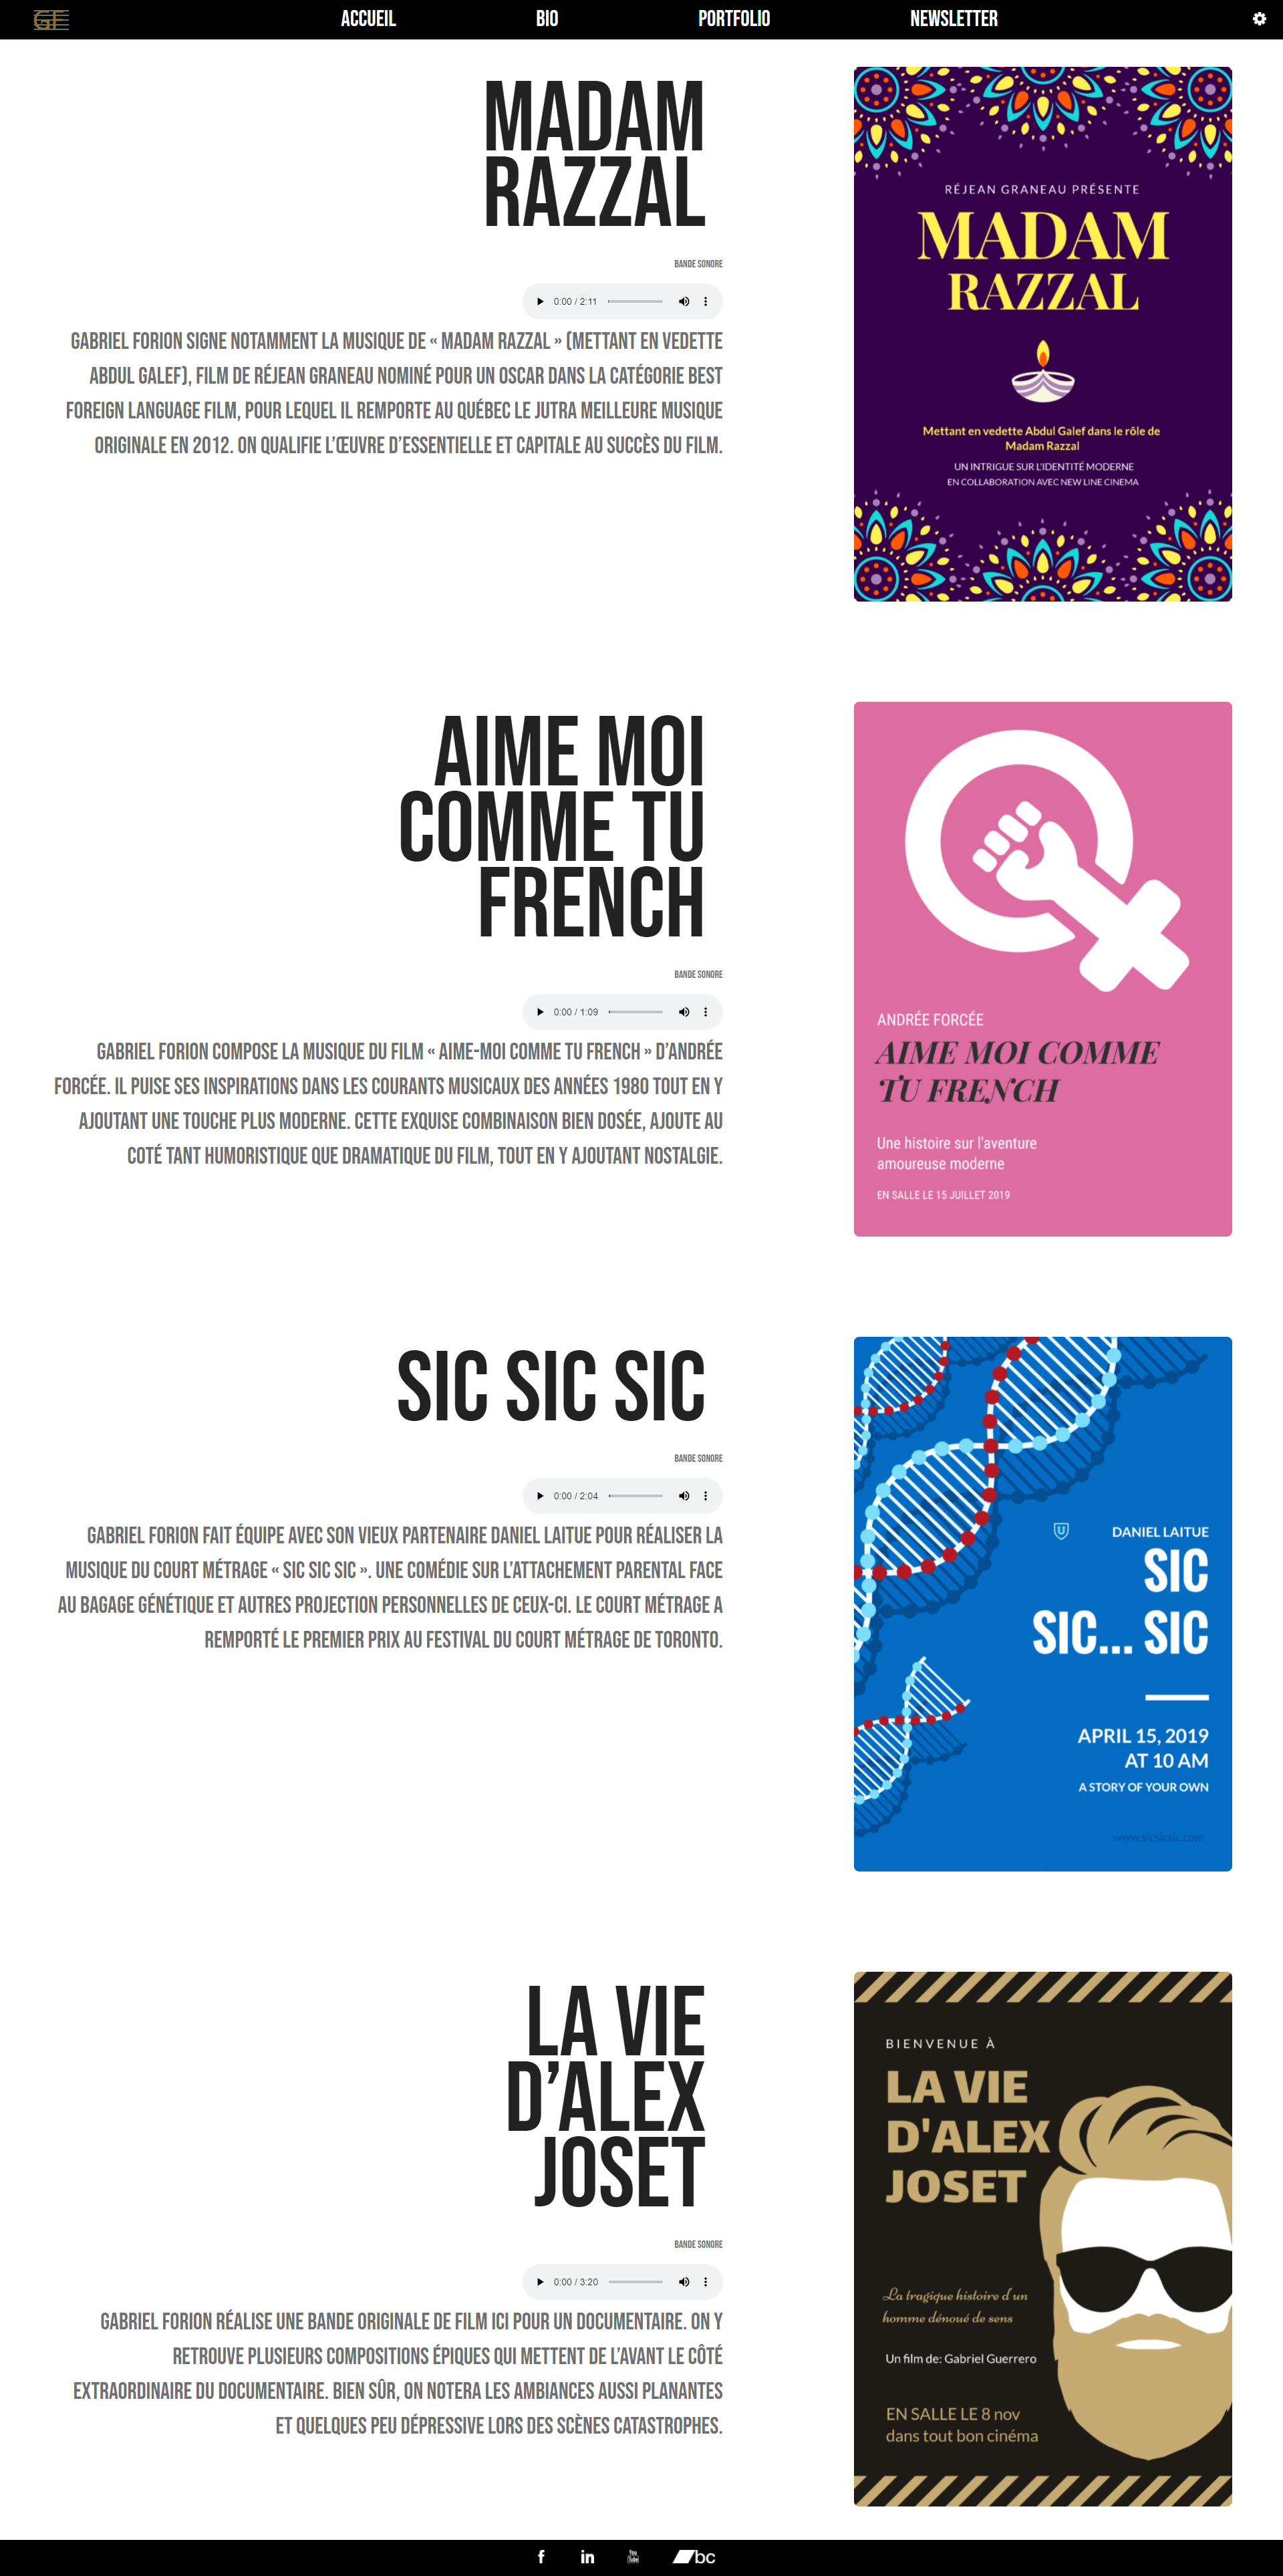 GF
ACCUEIL BIO PORTFOLIO NEWSLETTER
MADAM
RAZZAL
BANDE SONORE
0:00 / 2:11
GABRIEL FORION SIGNE NOTAMMENT LA MUSIQUE DE « MADAM RAZZAL » (METTANT EN VEDETTE
ABDUL GALEF), FILM DE RÉJEAN GRANEAU NOMINÉ POUR UN OSCAR DANS LA CATÉGORIE BEST
FOREIGN LANGUAGE FILM, POUR LEQUEL IL REMPORTE AU QUÉBEC LE JUTRA MEILLEURE MUSIQUE
ORIGINALE EN 2012. ON QUALIFIE L’ŒUVRE D’ESSENTIELLE ET CAPITALE AU SUCCÈS DU FILM.
RÉJEAN GRANEAU PRÉSENTE
MADAM
RAZZAL
Mettant en vedette Abdul Galef dans le rôle de
Madam Razzal
UN INTRIGUE SUR L'IDENTITÉ MODERNE
EN COLLABORATION AVEC NEW LINE CINEMA
AIME MOI
COMME TU
FRENCH
BANDE SONORE
0:00 / 1:09
GABRIEL FORION COMPOSE LA MUSIQUE DU FILM « AIME-MOI COMME TU FRENCH » D’ANDRÉE
FORCÉE. IL PUISE SES INSPIRATIONS DANS LES COURANTS MUSICAUX DES ANNÉES 1980 TOUT EN Y
AJOUTANT UNE TOUCHE PLUS MODERNE. CETTE EXQUISE COMBINAISON BIEN DOSÉE, AJOUTE AU
COTÉ TANT HUMORISTIQUE QUE DRAMATIQUE DU FILM, TOUT EN Y AJOUTANT NOSTALGIE.
ANDRÉE FORCÉE
AIME MOI COMME
TU FRENCH
Une histoire sur l'aventure
amoureuse moderne
EN SALLE LE 15 JUILLET 2019
SIC SIC SIC
BANDE SONORE
0:00 / 2:04
GABRIEL FORION FAIT ÉQUIPE AVEC SON VIEUX PARTENAIRE DANIEL LAITUE POUR RÉALISER LA
MUSIQUE DU COURT MÉTRAGE « SIC SIC SIC ». UNE COMÉDIE SUR L’ATTACHEMENT PARENTAL FACE
AU BAGAGE GÉNÉTIQUE ET AUTRES PROJECTION PERSONNELLES DE CEUX-CI. LE COURT MÉTRAGE A
REMPORTÉ LE PREMIER PRIX AU FESTIVAL DU COURT MÉTRAGE DE TORONTO.
U
DANIEL LAITUE
SIC
SIC... SIC
APRIL 15, 2019
AT 10 AM
A STORY OF YOUR OWN
www.sicsicsic.com
LA VIE
D’ALEX
JOSET
BANDE SONORE
0:00 / 3:20
GABRIEL FORION RÉALISE UNE BANDE ORIGINALE DE FILM ICI POUR UN DOCUMENTAIRE. ON Y
RETROUVE PLUSIEURS COMPOSITIONS ÉPIQUES QUI METTENT DE L’AVANT LE CÔTÉ
EXTRAORDINAIRE DU DOCUMENTAIRE. BIEN SÛR, ON NOTERA LES AMBIANCES AUSSI PLANANTES
ET QUELQUES PEU DÉPRESSIVE LORS DES SCÈNES CATASTROPHES.
BIENVENUE À
LA VIE
D'ALEX
JOSET
La tragique histoire d'un
homme dénoué de sens
Un film de: Gabriel Guerrero
EN SALLE LE 8 nov
dans tout bon cinéma
f in You Tube bc